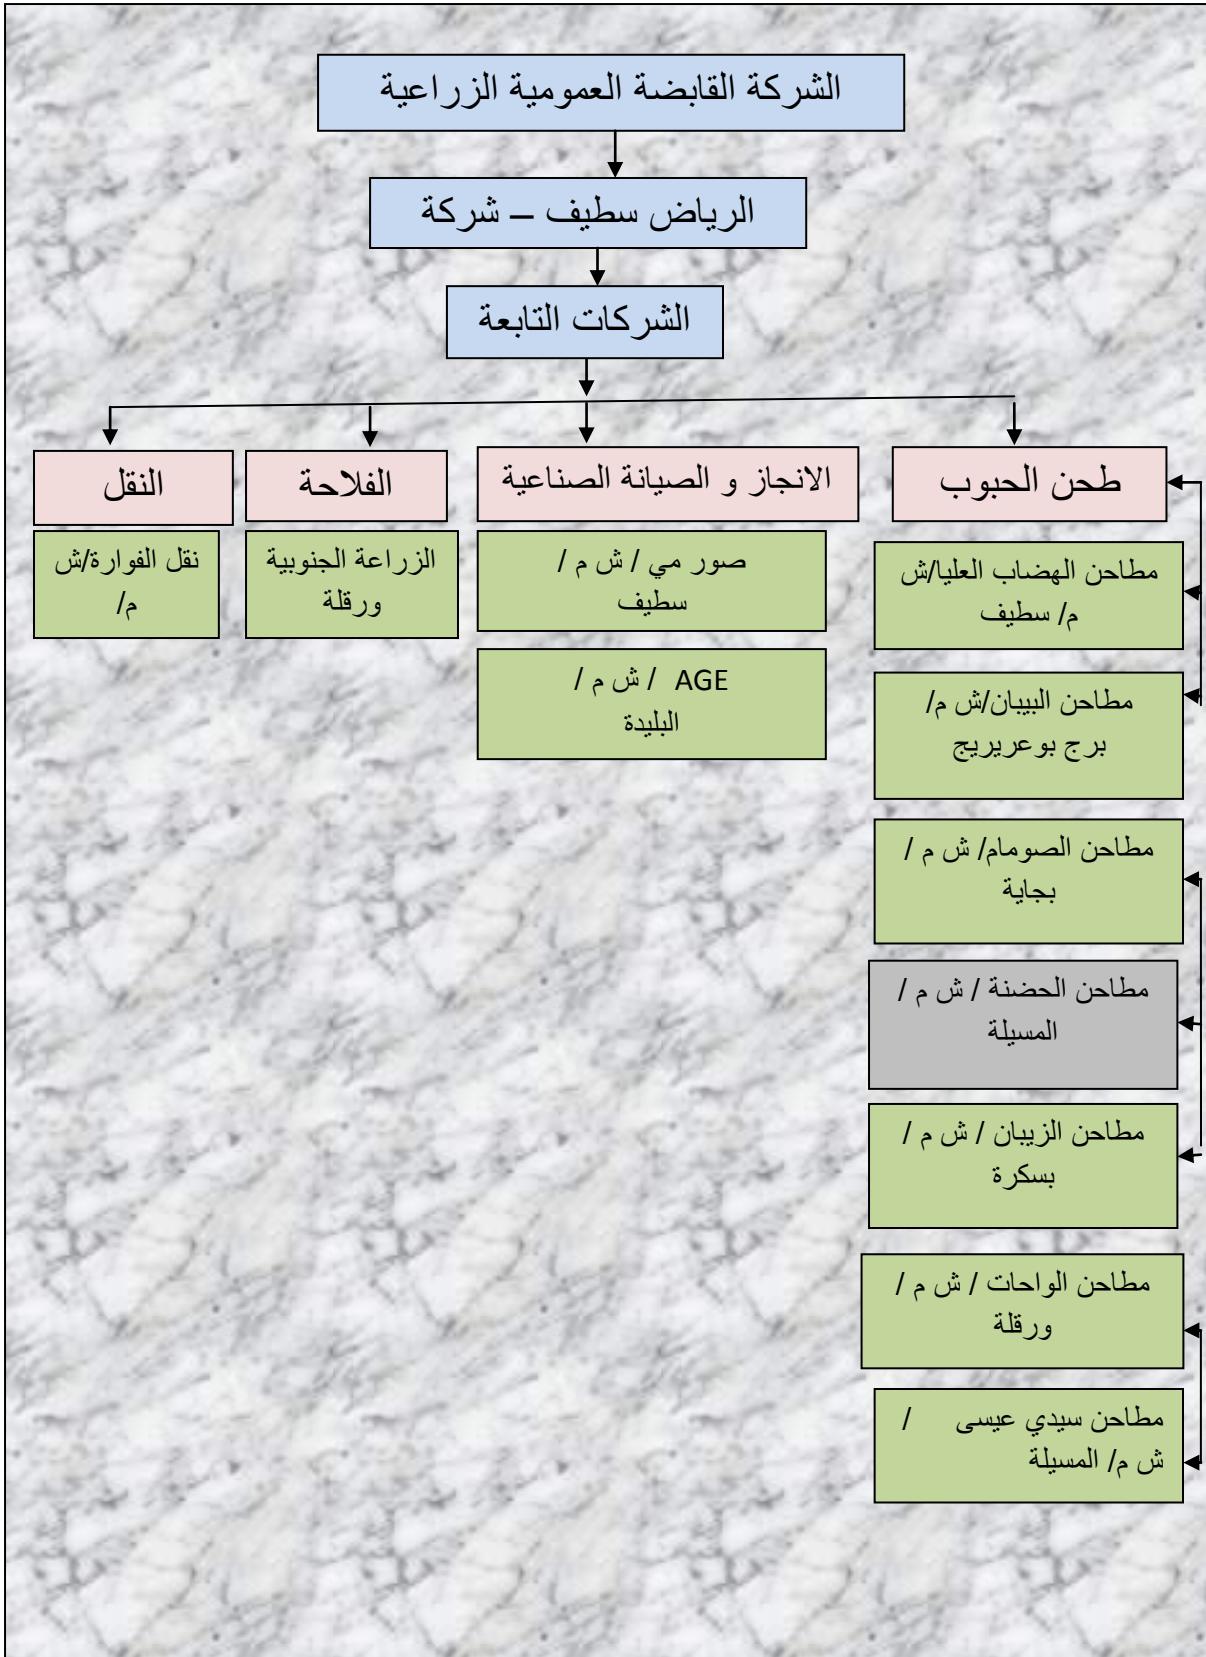 الشركة القابضة العمومية الزراعية
الرياض سطيف – شركة
الشركات التابعة
طحن الحبوب
الانجاز و الصيانة الصناعية
الفلاحة
النقل
مطاحن الهضاب العليا/ش
م/ سطيف
مطاحن البيبان/ش م/
برج بوعريريج
مطاحن الصومام/ ش م /
بجاية
مطاحن الحضنة / ش م /
المسيلة
مطاحن الزيبان / ش م /
بسكرة
مطاحن الواحات / ش م /
ورقلة
مطاحن سيدي عيسى /
ش م/ المسيلة
صور مي / ش م /
سطيف
AGE / ش م /
البليدة
الزراعة الجنوبية
ورقلة
نقل الفوارة/ش
م/